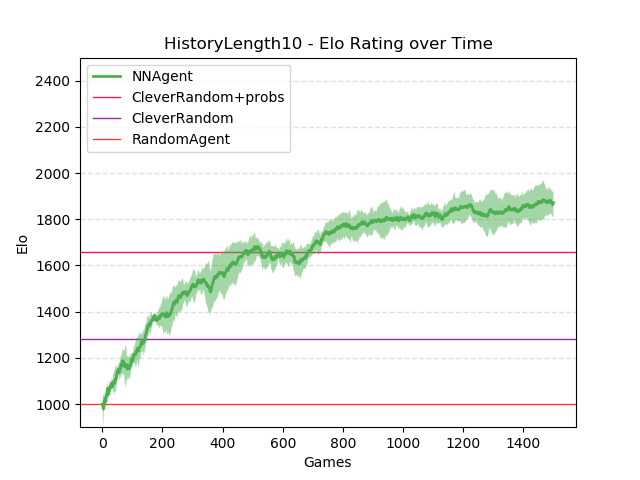 HistoryLength10 - Elo Rating over Time
NNAgent
CleverRandom+probs
CleverRandom
RandomAgent
Elo
2400
2200
2000
1800
1600
1400
1200
1000
0 200 400 600 800 1000 1200 1400
Games